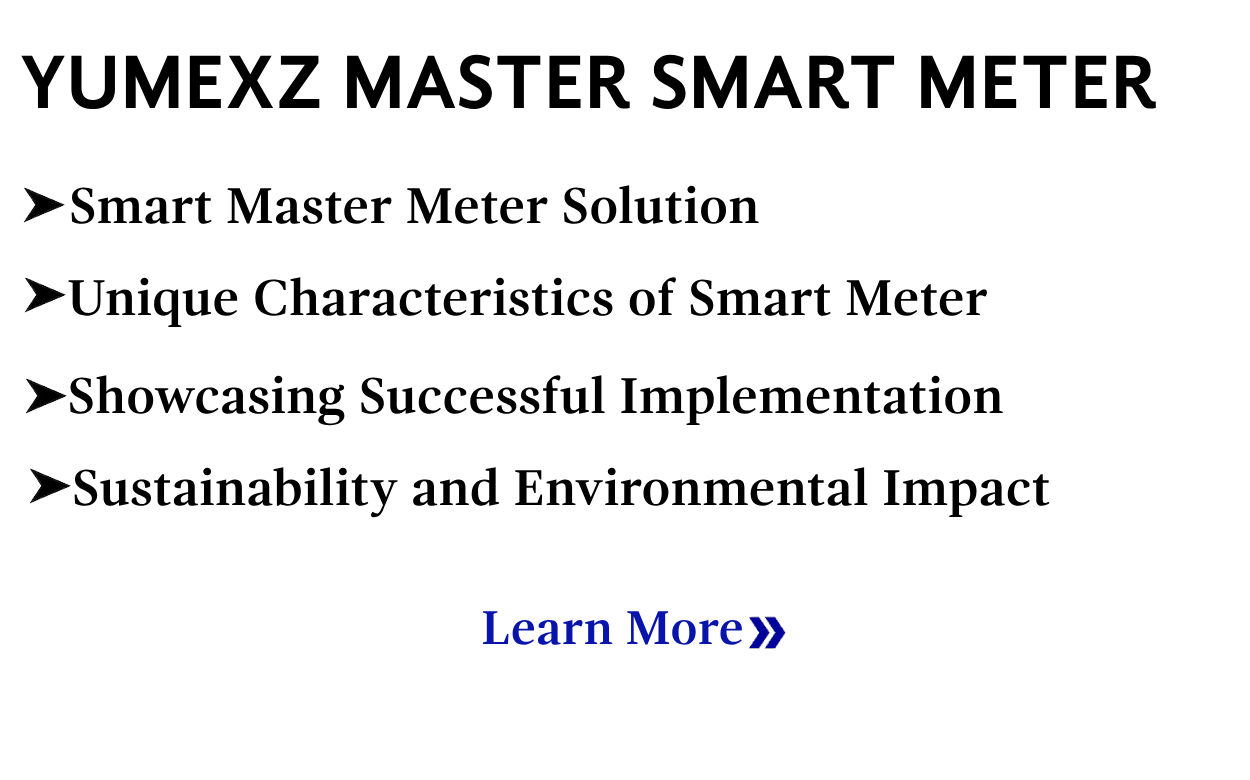 YUMEXZ MASTER SMART METER
➤Smart Master Meter Solution
➤Unique Characteristics of Smart Meter
➤Showcasing Successful Implementation
➤Sustainability and Environmental Impact
Learn More»